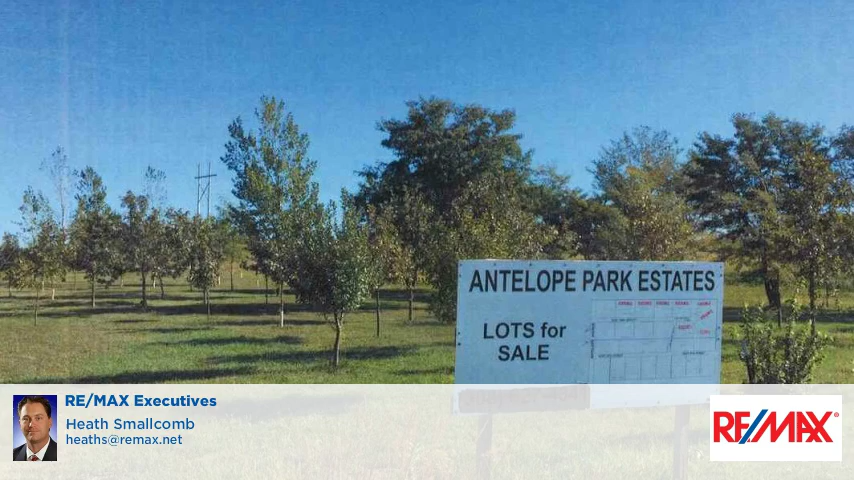 ANTELOPE PARK ESTATES
LOTS for
SALE
RE/MAX Executives
Heath Smallcomb
heaths@remax.net
RE/MAX®